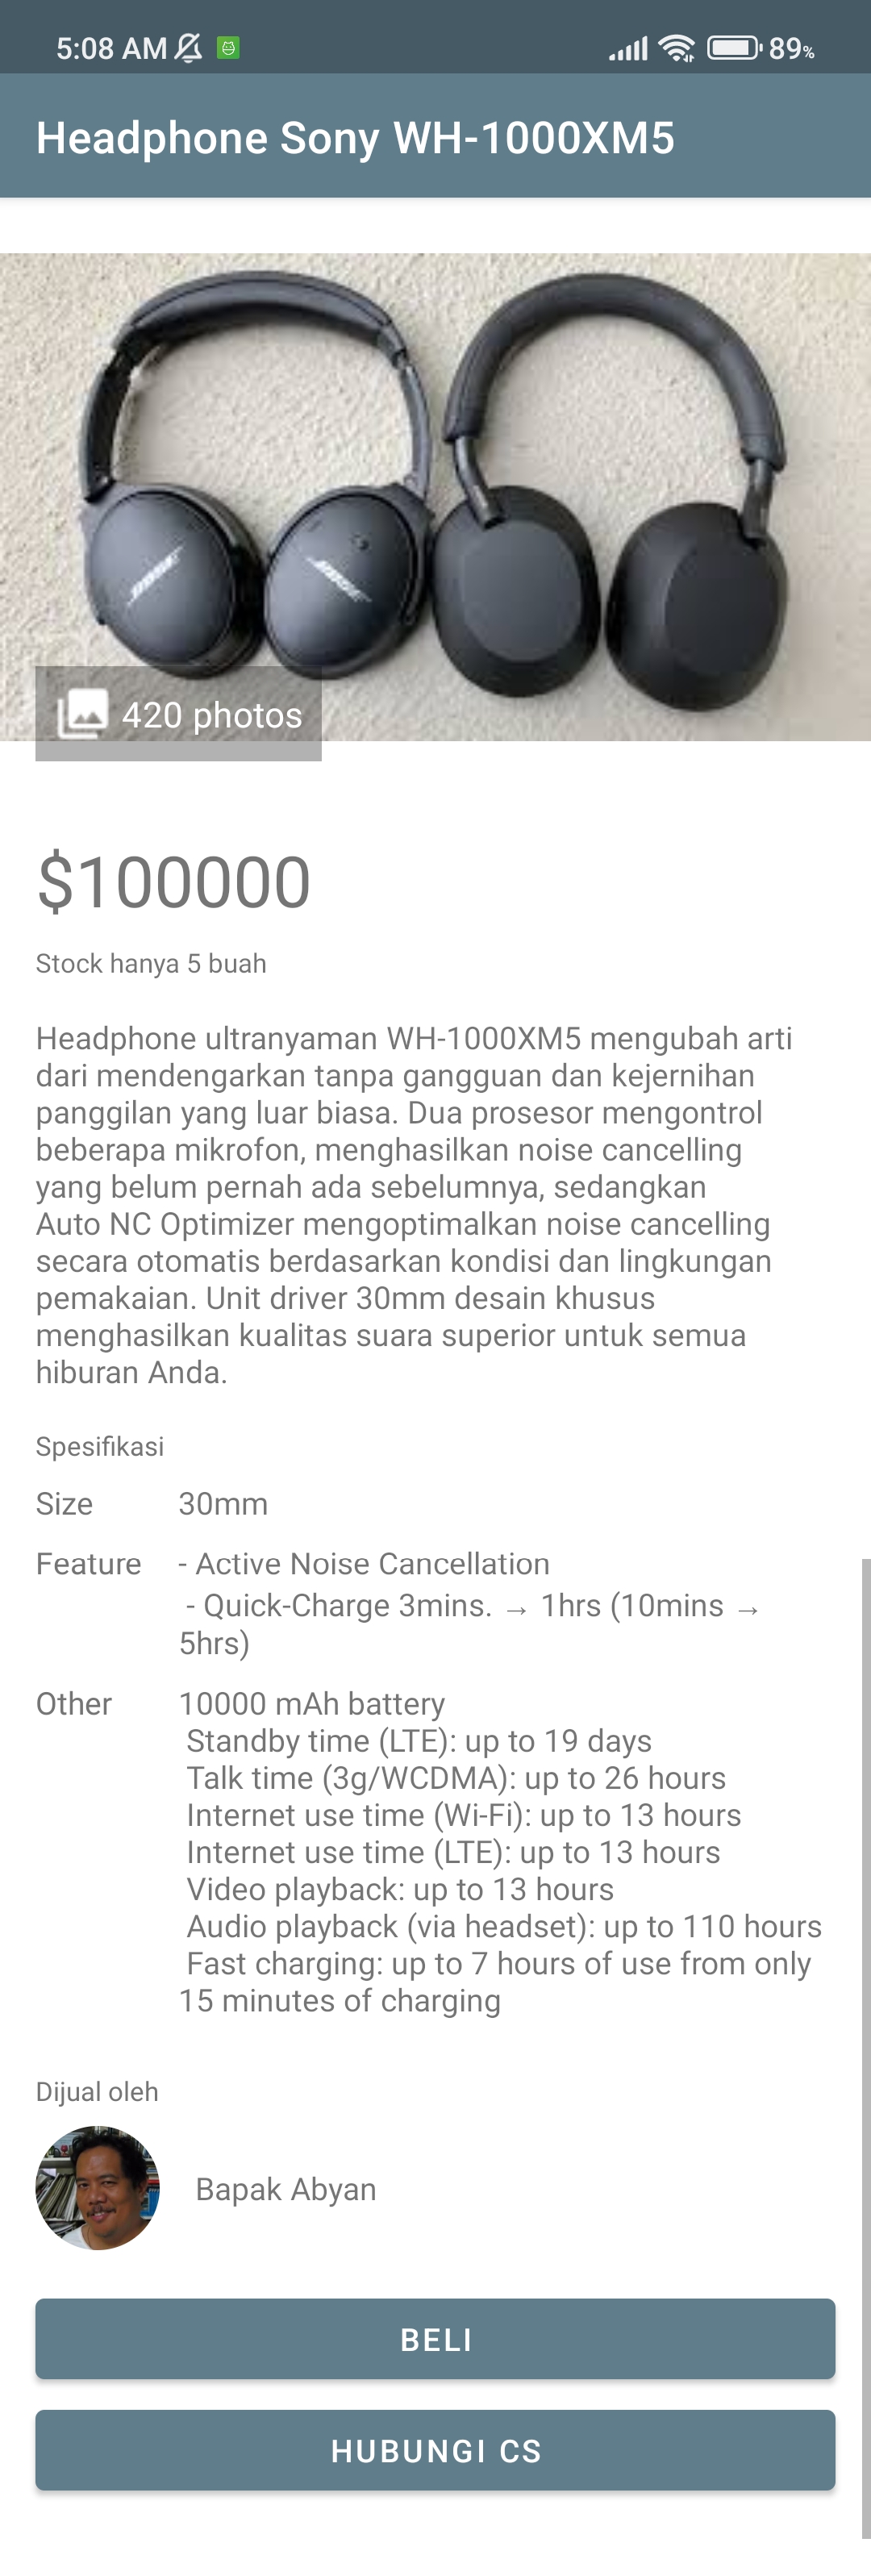 5:08 AM
89%
Headphone Sony WH-1000XM5
BOSE
BOSE
420 photos
$100000
Stock hanya 5 buah
Headphone ultranyaman WH-1000XM5 mengubah arti
dari mendengarkan tanpa gangguan dan kejernihan
panggilan yang luar biasa. Dua prosesor mengontrol
beberapa mikrofon, menghasilkan noise cancelling
yang belum pernah ada sebelumnya, sedangkan
Auto NC Optimizer mengoptimalkan noise cancelling
secara otomatis berdasarkan kondisi dan lingkungan
pemakaian. Unit driver 30mm desain khusus
menghasilkan kualitas suara superior untuk semua
hiburan Anda.
Spesifikasi
Size 30mm
Feature - Active Noise Cancellation
- Quick-Charge 3mins. → 1hrs (10mins →
5hrs)
Other 10000 mAh battery
Standby time (LTE): up to 19 days
Talk time (3g/WCDMA): up to 26 hours
Internet use time (Wi-Fi): up to 13 hours
Internet use time (LTE): up to 13 hours
Video playback: up to 13 hours
Audio playback (via headset): up to 110 hours
Fast charging: up to 7 hours of use from only
15 minutes of charging
Dijual oleh
Bapak Abyan
BELI
HUBUNGI CS